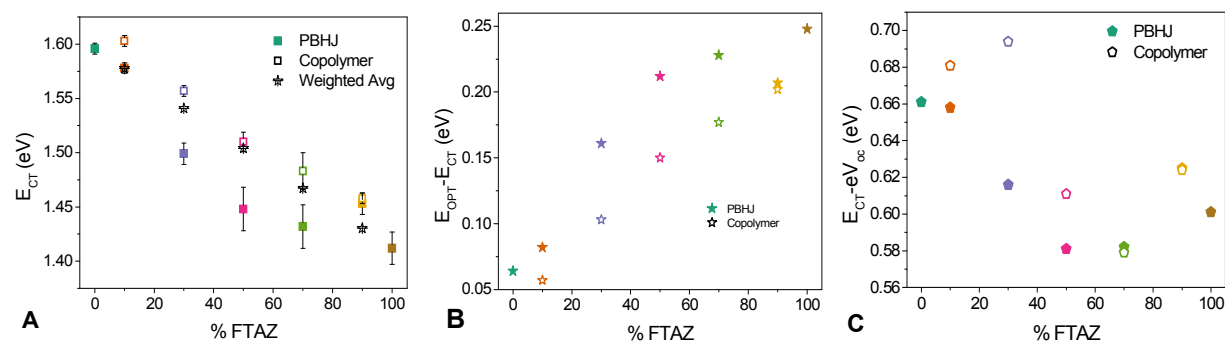 1.60
1.55
1.50
1.45
1.40
E_CT (eV)
PBHJ
Copolymer
Weighted Avg
0 20 40 60 80 100
% FTAZ
A
B
0.25
0.20
0.15
0.10
0.05
E_OPT-E_CT (eV)
PBHJ
Copolymer
0 20 40 60 80 100
% FTAZ
0.70
0.68
0.66
0.64
0.62
0.60
0.58
0.56
E_CT-eV_oc (eV)
PBHJ
Copolymer
0 20 40 60 80 100
% FTAZ
C